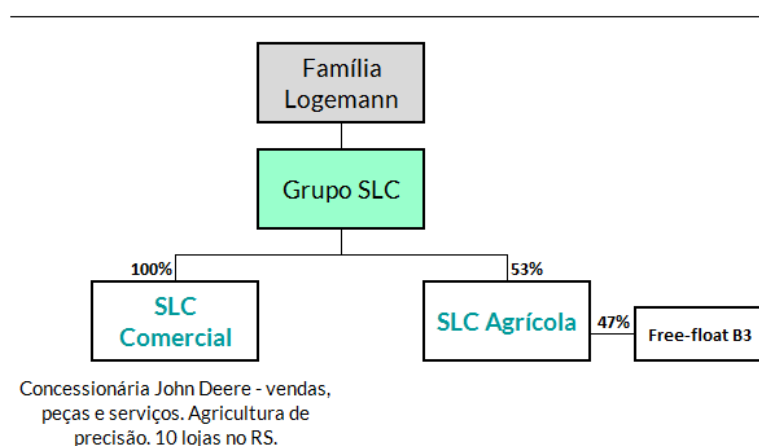 Família
Logemann
Grupo SLC
100%
53%
SLC
Comercial
SLC Agrícola
47%
Free-float B3
Concessionária John Deere - vendas,
peças e serviços. Agricultura de
precisão. 10 lojas no RS.